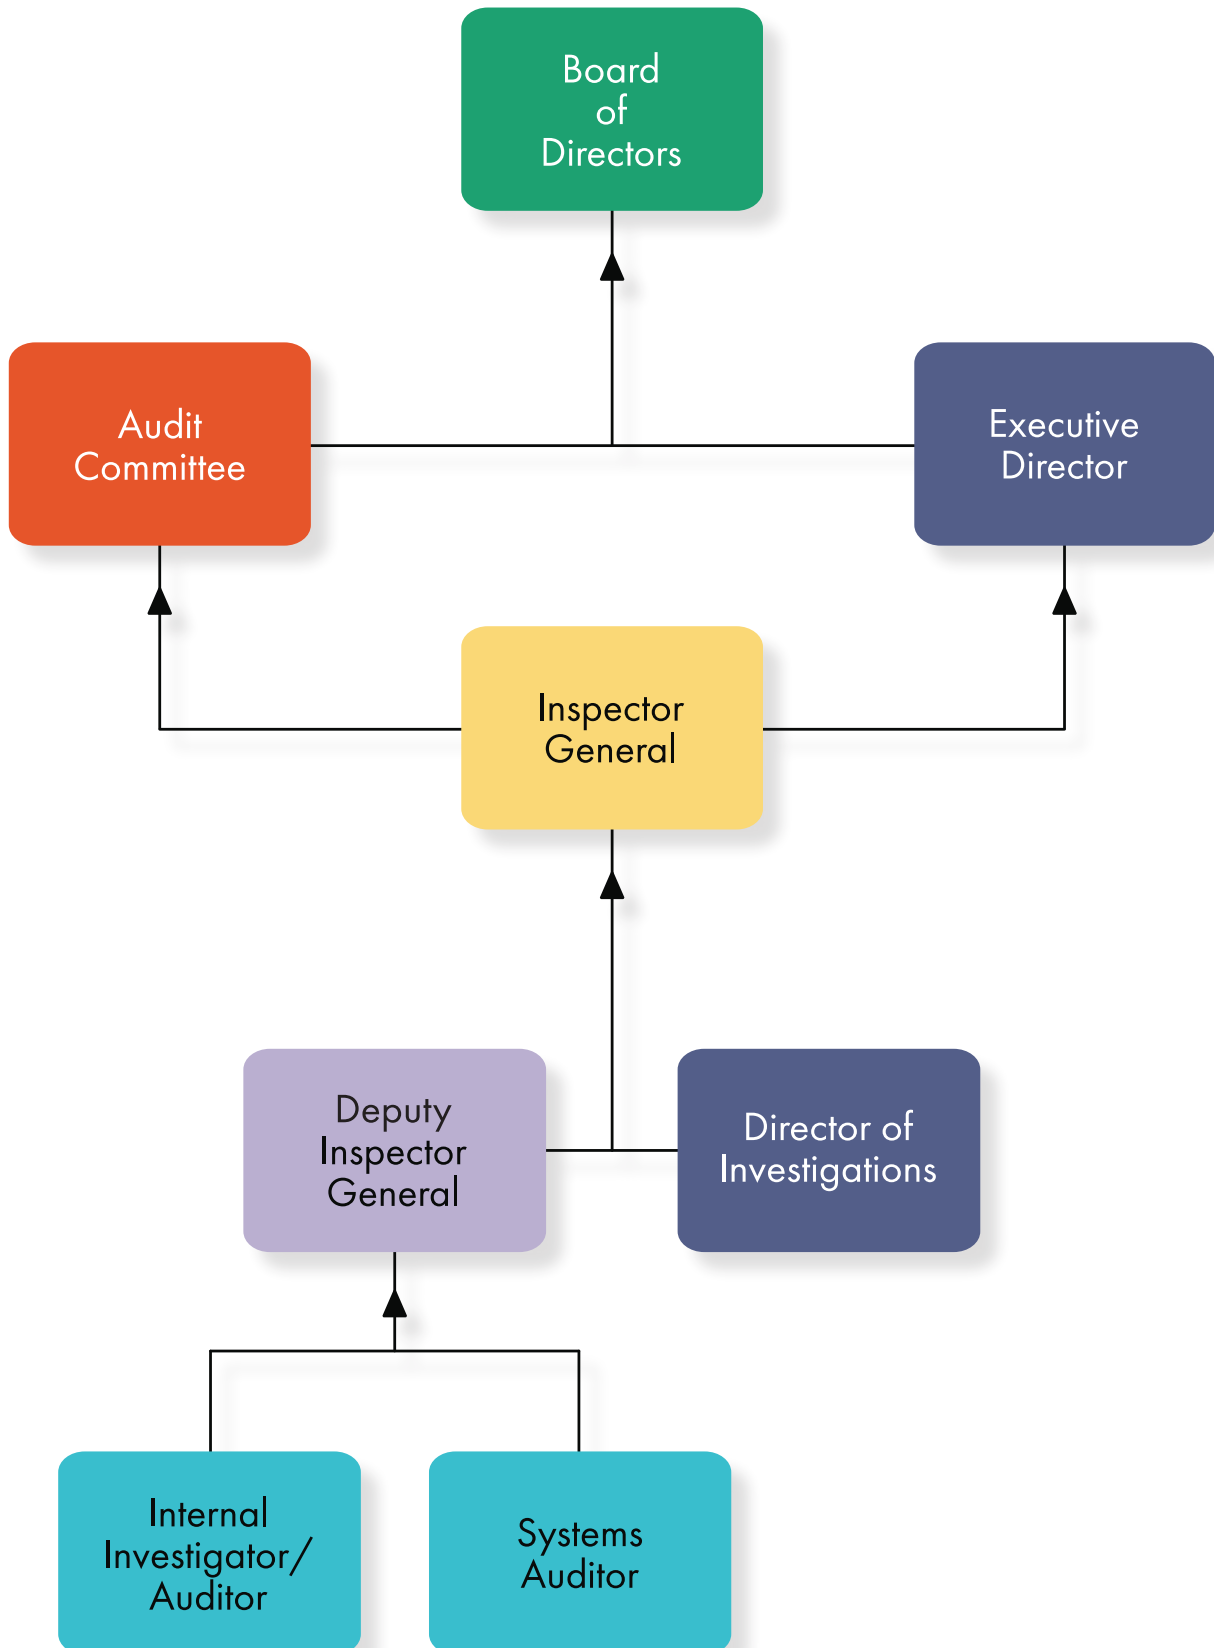 Board
of
Directors
Audit
Committee
Executive
Director
Inspector
General
Deputy
Inspector
General
Director of
Investigations
Internal
Investigator/
Auditor
Systems
Auditor